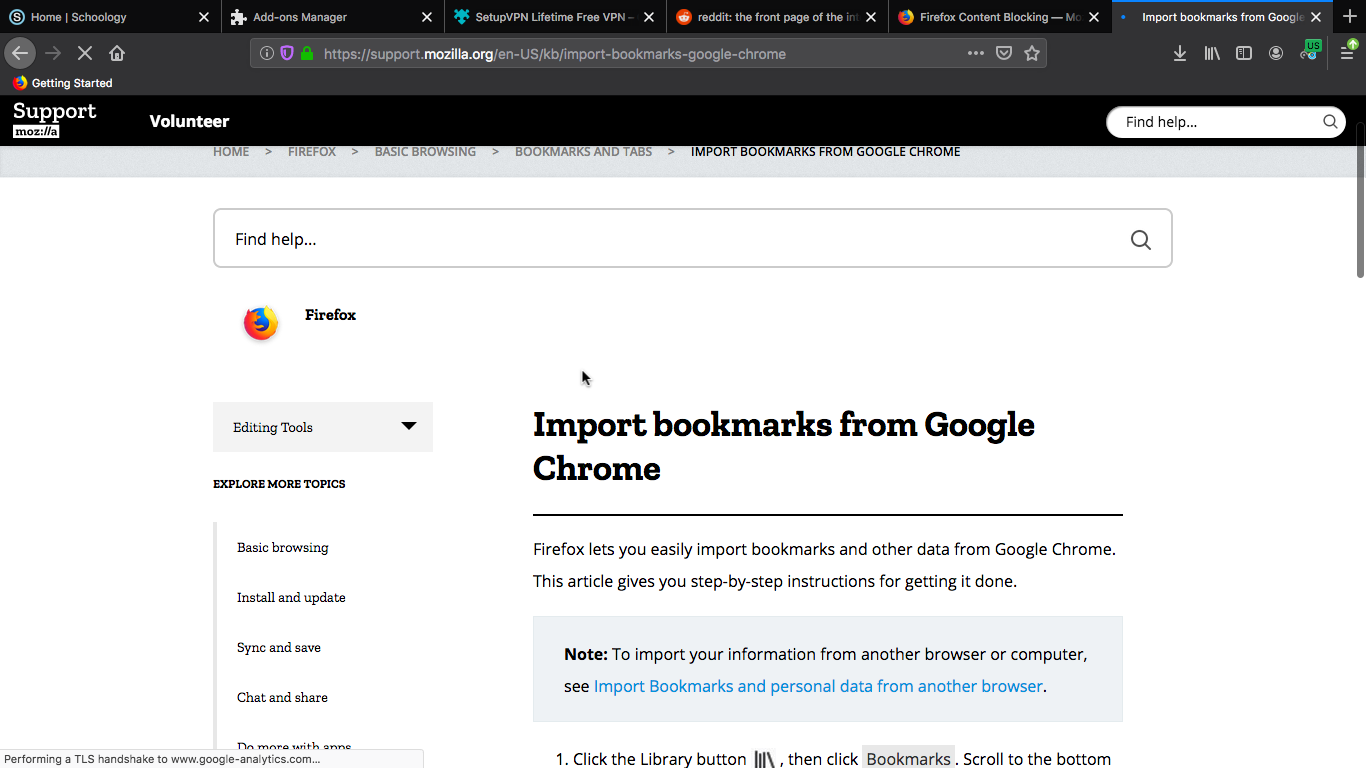 Home | Schoology
Add-ons Manager
SetupVPN Lifetime Free VPN –
reddit: the front page of the int
Firefox Content Blocking — Mo
Import bookmarks from Google
https://support.mozilla.org/en-US/kb/import-bookmarks-google-chrome
US
Getting Started
Support
moz://a
Volunteer
Find help...
HOME > FIREFOX > BASIC BROWSING > BOOKMARKS AND TABS > IMPORT BOOKMARKS FROM GOOGLE CHROME
Find help...
Firefox
Editing Tools
EXPLORE MORE TOPICS
Basic browsing
Install and update
Sync and save
Chat and share
Do more with apps
Import bookmarks from Google
Chrome
Firefox lets you easily import bookmarks and other data from Google Chrome.
This article gives you step-by-step instructions for getting it done.
Note: To import your information from another browser or computer,
see Import Bookmarks and personal data from another browser.
1. Click the Library button , then click Bookmarks. Scroll to the bottom
Performing a TLS handshake to www.google-analytics.com...